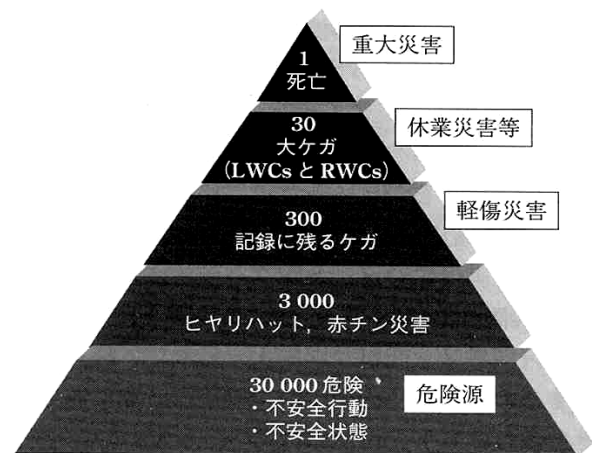 1
死亡
重大災害
30
大ケガ
(LWCsとRWCs)
休業災害等
300
記録に残るケガ
軽傷災害
3 000
ヒヤリハット,赤チン災害
30 000危険
・不安全行動
・不安全状態
危険源